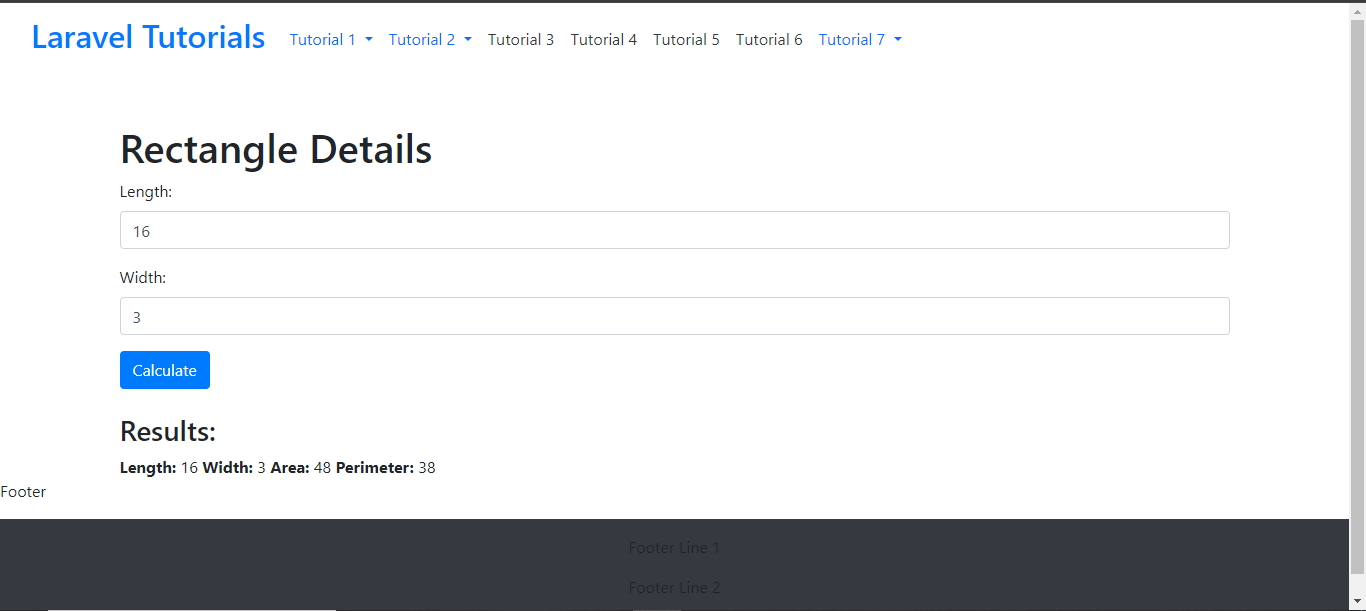 Laravel Tutorials Tutorial 1 Tutorial 2 Tutorial 3 Tutorial 4 Tutorial 5 Tutorial 6 Tutorial 7
Rectangle Details
Length:
16
Width:
3
Calculate
Results:
Length: 16 Width: 3 Area: 48 Perimeter: 38
Footer
Footer Line 1
Footer Line 2